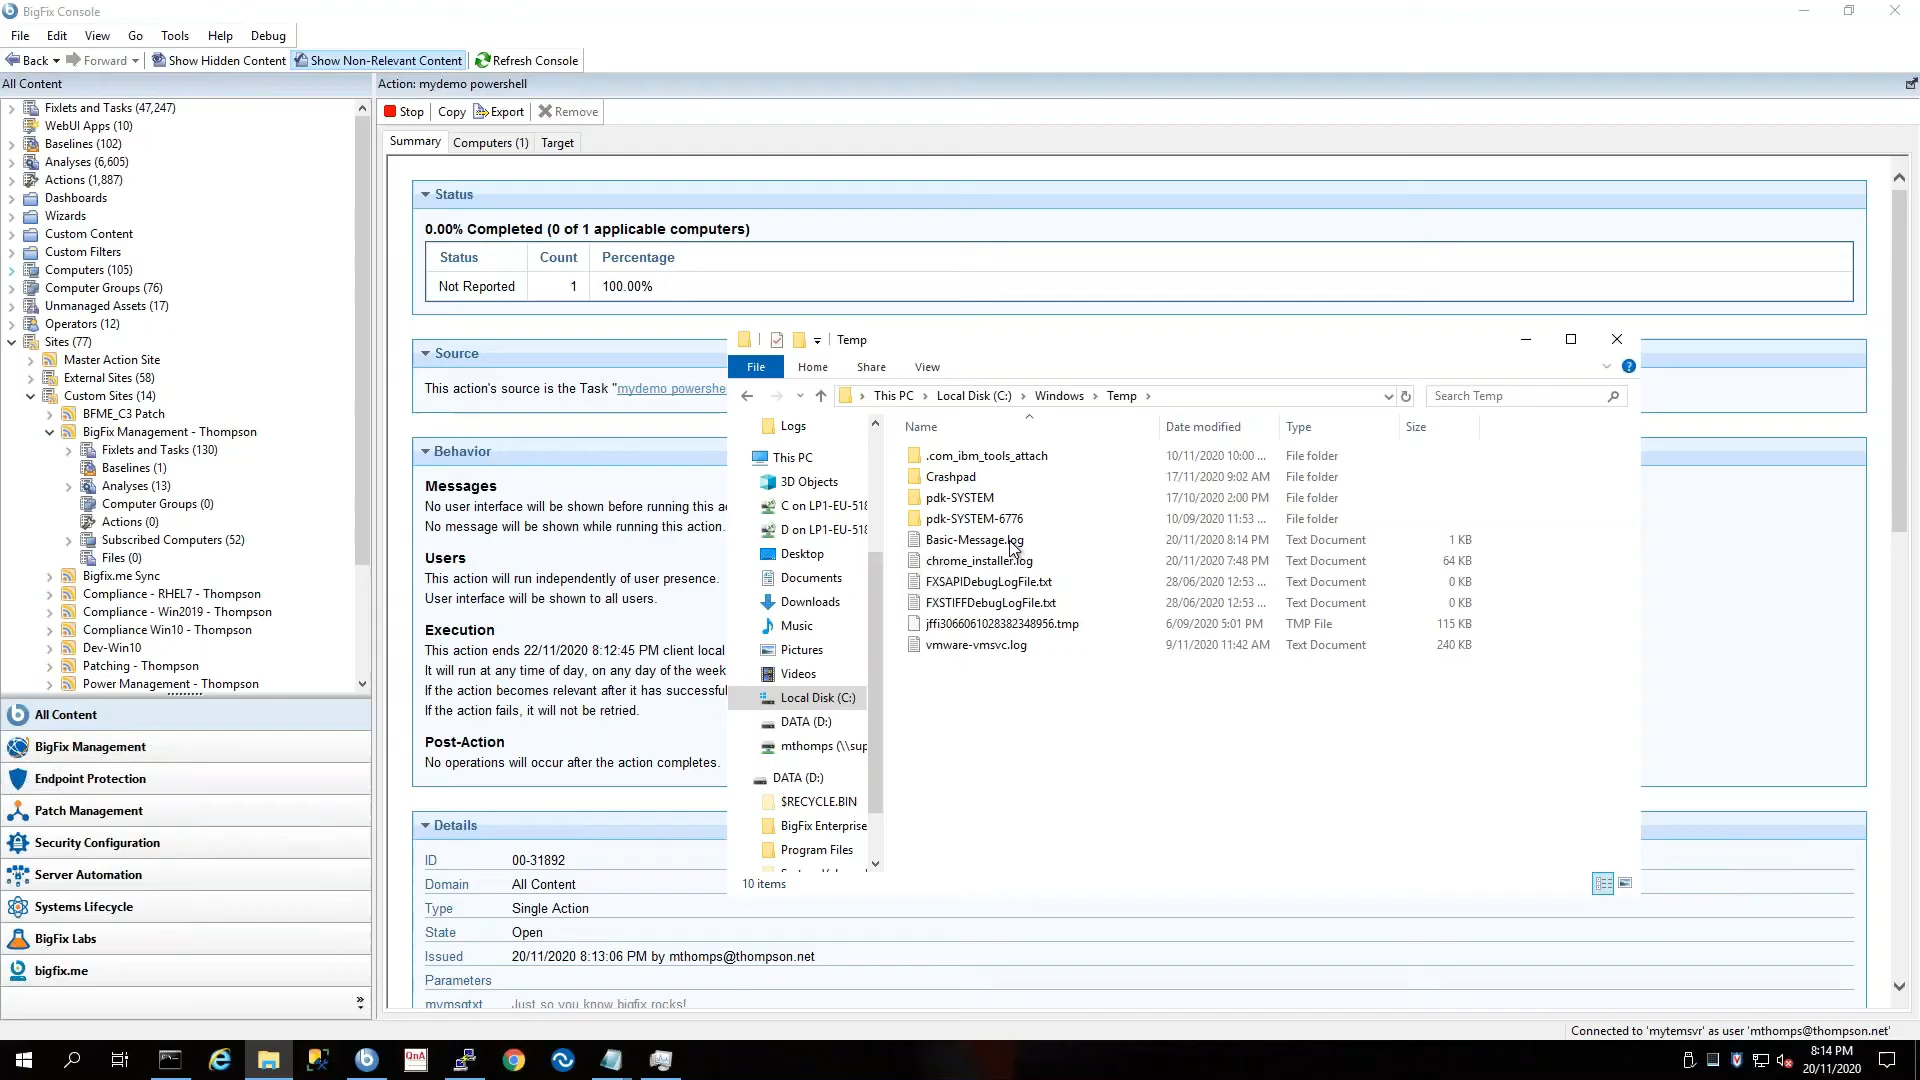 BigFix Console
File Edit View Go Tools Help Debug
Back Forward Show Hidden Content Show Non-Relevant Content Refresh Console
All Content
Fixlets and Tasks (47,247)
WebUI Apps (10)
Baselines (102)
Analyses (6,605)
Actions (1,887)
Dashboards
Wizards
Custom Content
Custom Filters
Computers (105)
Computer Groups (76)
Unmanaged Assets (17)
Operators (12)
Sites (77)
Master Action Site
External Sites (58)
Custom Sites (14)
BFME_C3 Patch
BigFix Management - Thompson
Fixlets and Tasks (130)
Baselines (1)
Analyses (13)
Computer Groups (0)
Actions (0)
Subscribed Computers (52)
Files (0)
Bigfix.me Sync
Compliance - RHEL7 - Thompson
Compliance - Win2019 - Thompson
Compliance Win10 - Thompson
Dev-Win10
Patching - Thompson
Power Management - Thompson
All Content
BigFix Management
Endpoint Protection
Patch Management
Security Configuration
Server Automation
Systems Lifecycle
BigFix Labs
bigfix.me
Action: mydemo powershell
Stop Copy Export Remove
Summary Computers (1) Target
Status
0.00% Completed (0 of 1 applicable computers)
Status Count Percentage
Not Reported 1 100.00%
Source
This action's source is the Task "mydemo powershe
Behavior
Messages
No user interface will be shown before running this a
No message will be shown while running this action.
Users
This action will run independently of user presence.
User interface will be shown to all users.
Execution
This action ends 22/11/2020 8:12:45 PM client local
It will run at any time of day, on any day of the week
If the action becomes relevant after it has successful
If the action fails, it will not be retried.
Post-Action
No operations will occur after the action completes.
Details
ID 00-31892
Domain All Content
Type Single Action
State Open
Issued 20/11/2020 8:13:06 PM by mthomps@thompson.net
Parameters
mymsgtxt Just so you know bigfix rocks!
Temp
File Home Share View
This PC Local Disk (C:) Windows Temp
Search Temp
Logs
This PC
3D Objects
C on LP1-EU-518
D on LP1-EU-518
Desktop
Documents
Downloads
Music
Pictures
Videos
Local Disk (C:)
DATA (D:)
mthomps (\\sup
DATA (D:)
$RECYCLE.BIN
BigFix Enterprise
Program Files
Name Date modified Type Size
.com_ibm_tools_attach 10/11/2020 10:00 ... File folder
Crashpad 17/11/2020 9:02 AM File folder
pdk-SYSTEM 17/10/2020 2:00 PM File folder
pdk-SYSTEM-6776 10/09/2020 11:53 ... File folder
Basic-Message.log 20/11/2020 8:14 PM Text Document 1 KB
chrome_installer.log 20/11/2020 7:48 PM Text Document 64 KB
FXSAPIDebugLogFile.txt 28/06/2020 12:53 ... Text Document 0 KB
FXSTIFFDebugLogFile.txt 28/06/2020 12:53 ... Text Document 0 KB
jffi3066061028382348956.tmp 6/09/2020 5:01 PM TMP File 115 KB
vmware-vmsvc.log 9/11/2020 11:42 AM Text Document 240 KB
10 items
Connected to 'mytemsvr' as user 'mthomps@thompson.net'
QnA
8:14 PM
20/11/2020